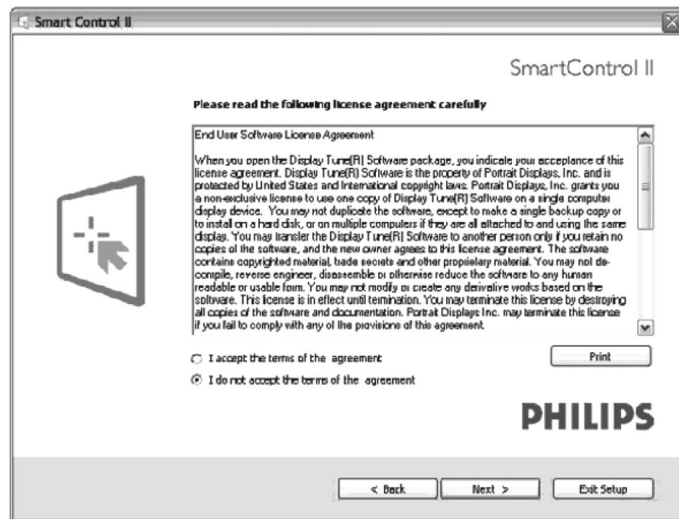 Smart Control II
SmartControl II
Please read the following license agreement carefully
End User Software License Agreement
When you open the Display Tune(R) Software package, you indicate your acceptance of this
license agreement. Display Tune(R) Software is the property of Portrait Displays, Inc. and is
protected by United States and International copyright laws. Portrait Displays, Inc. grants you
a non-exclusive license to use one copy of Display Tune(R) Software on a single computer
display device. You may not duplicate the software, except to make a single backup copy or
to install on a hard disk, or on multiple computers if they are all attached to and using the same
display. You may transfer the Display Tune(R) Software to another person only if you retain no
copies of the software, and the new owner agrees to this license agreement. The software
contains copyrighted material, trade secrets and other proprietary material. You may not de-
compile, reverse engineer, disassemble or otherwise reduce the software to any human
readable or usable form. You may not modify or create any derivative works based on the
software. This license is in effect until termination. You may terminate this license by destroying
all copies of the software and documentation. Portrait Displays Inc. may terminate this license
if you fail to comply with any of the provisions of this agreement.
I accept the terms of the agreement
Print
I do not accept the terms of the agreement
PHILIPS
< Back
Next >
Exit Setup